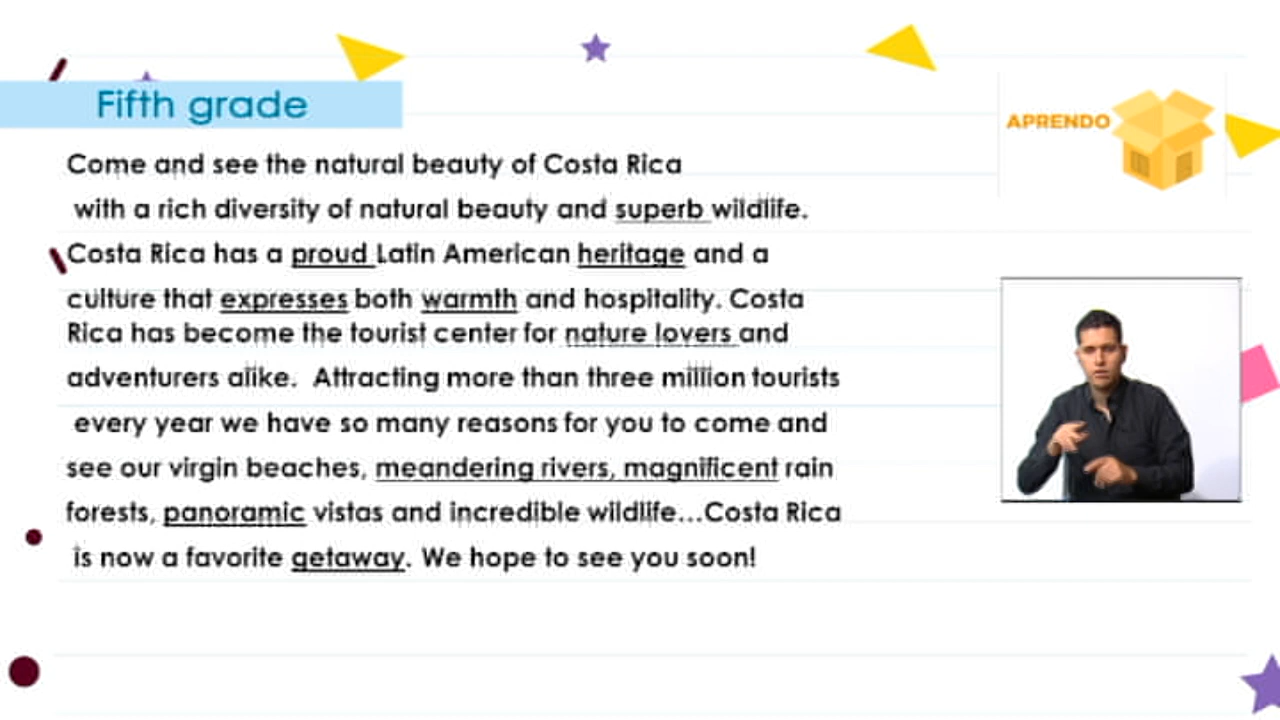 Fifth grade
APRENDO
Come and see the natural beauty of Costa Rica
with a rich diversity of natural beauty and superb wildlife.
Costa Rica has a proud Latin American heritage and a
culture that expresses both warmth and hospitality. Costa
Rica has become the tourist center for nature lovers and
adventurers alike. Attracting more than three million tourists
every year we have so many reasons for you to come and
see our virgin beaches, meandering rivers, magnificent rain
forests, panoramic vistas and incredible wildlife...Costa Rica
is now a favorite getaway. We hope to see you soon!